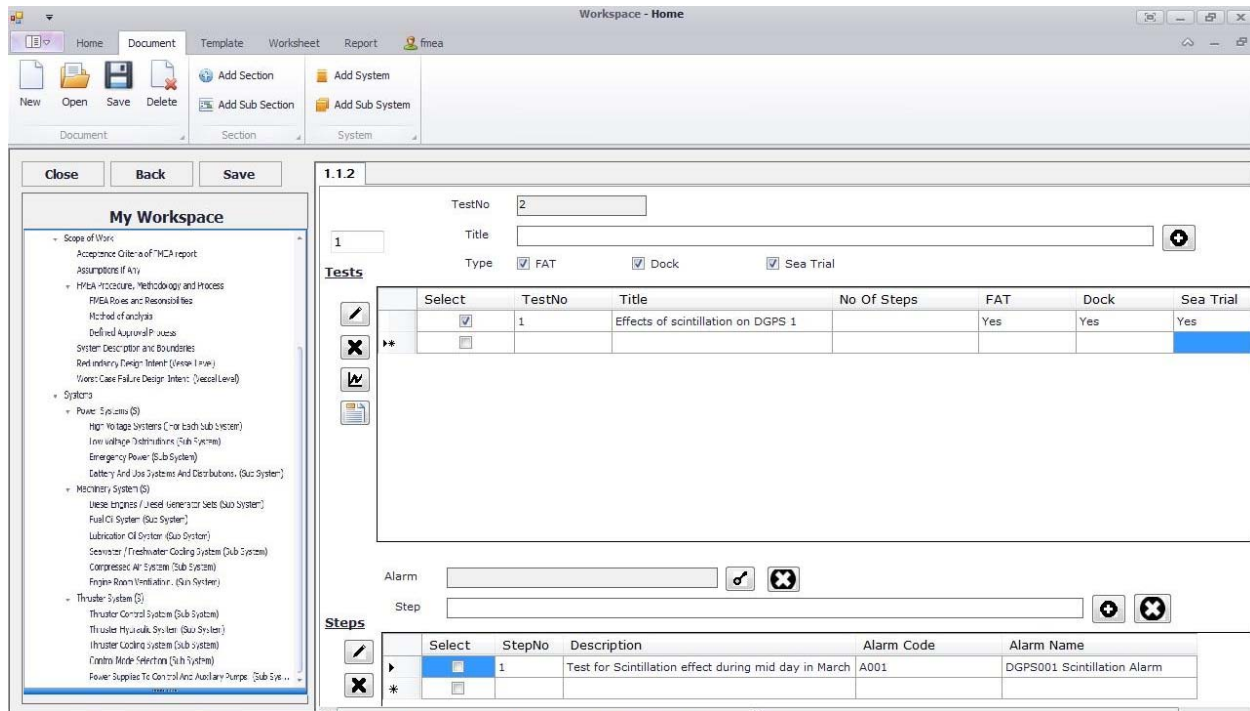 Workspace - Home
Home Document Template Worksheet Report fmea
New Open Save Delete Add Section Add System
Add Sub Section Add Sub System
Document Section System
Close Back Save 1.1.2
My Workspace
Scope of Work
Acceptance Criteria of FMEA report
Assumptions If Any
FMEA Procedure, Methodology and Process
FMEA Roles and
Method of analysis
Defined Approval Process
System Description and Boundaries
Redundancy Design Intent (Vessel Level)
Worst Case Failure Design Intent (Vessel Level)
Systems
Power Systems (S)
High Voltage Systems ( For Each Sub System)
Low voltage Distributions (Sub System)
Emergency Power (Sub System)
Battery And Ups Systems And Distributions. (Sub System)
Machinery System (S)
Diesel Engines / Diesel Generator Sets (Sub System)
Fuel Oil System (Sub System)
Lubrication Oil System (Sub System)
Seawater / Freshwater Cooling System (Sub System)
Compressed Air System (Sub System)
Engine Room Ventilation. (Sub System)
Thruster System (S)
Thruster Control System (Sub System)
Thruster Hydraulic System (Sub System)
Thruster Cooling System (Sub System)
Control Mode Selection (Sub System)
Power Supplies To Control And Auxiliary Pumps. (Sub Sys ...
TestNo 2
1 Title
Type FAT Dock Sea Trial
Tests
Select TestNo Title No Of Steps FAT Dock Sea Trial
1 Effects of scintillation on DGPS 1 Yes Yes Yes
Alarm
Step
Steps
Select StepNo Description Alarm Code Alarm Name
1 Test for Scintillation effect during mid day in March A001 DGPS001 Scintillation Alarm